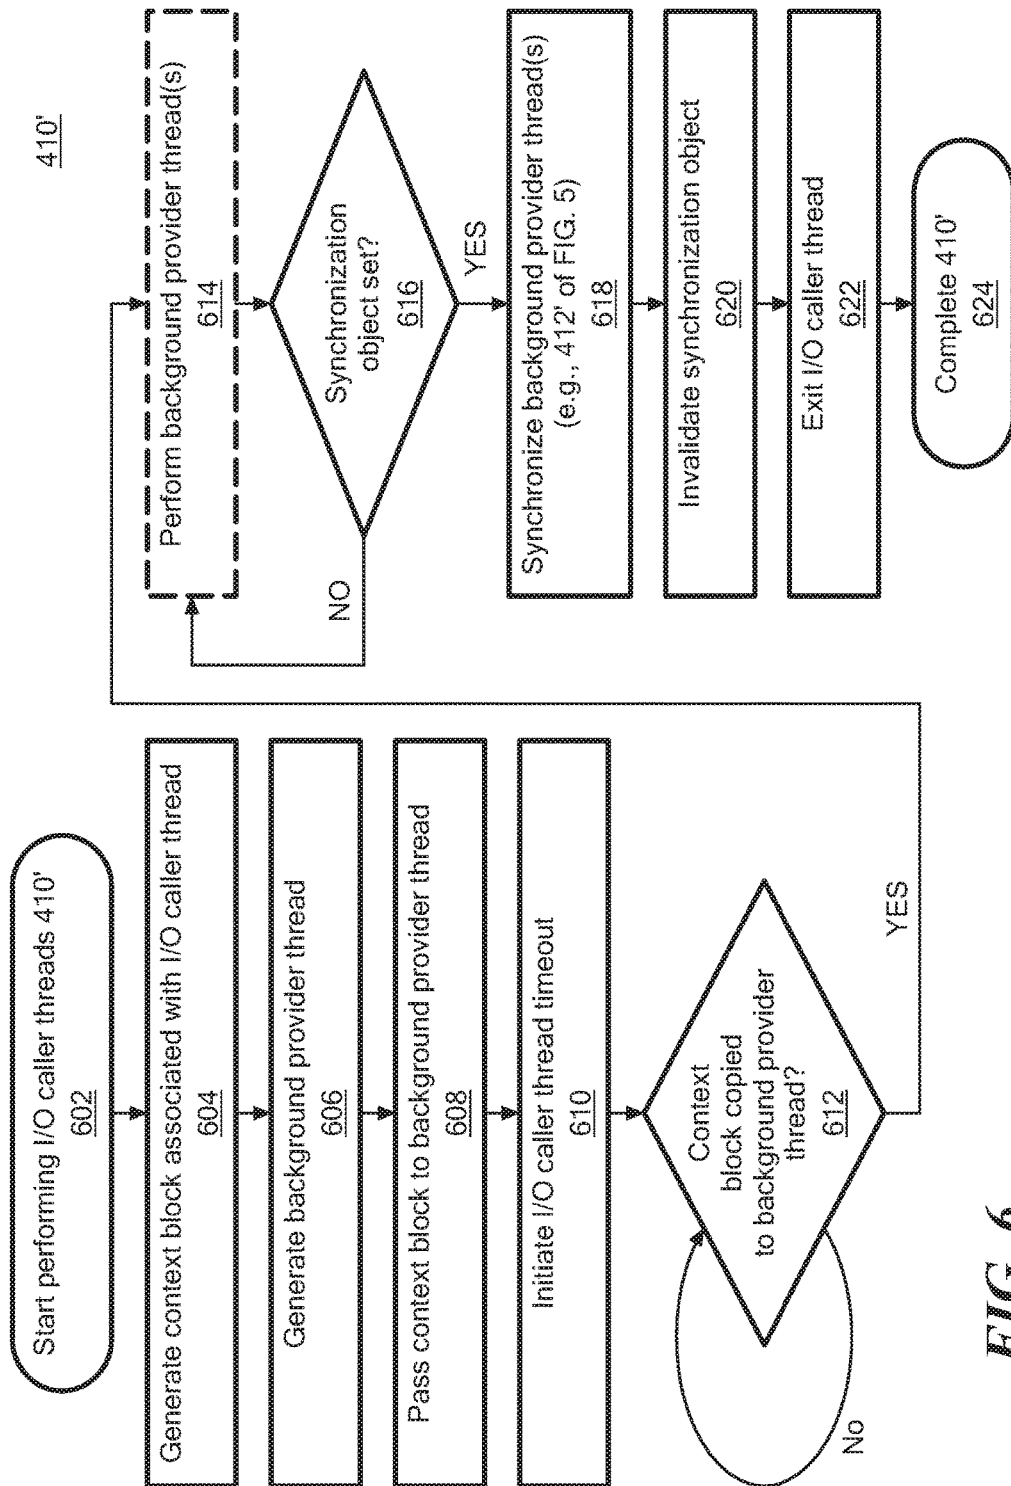 410'
Start performing I/O caller threads 410'
602
Generate context block associated with I/O caller thread
604
Generate background provider thread
606
Pass context block to background provider thread
608
Initiate I/O caller thread timeout
610
Context
block copied
to background provider
thread?
612
No
YES
Perform background provider thread(s)
614
Synchronization
object set?
616
NO
YES
Synchronize background provider thread(s)
(e.g., 412' of FIG. 5)
618
Invalidate synchronization object
620
Exit I/O caller thread
622
Complete 410'
624
FIG. 6